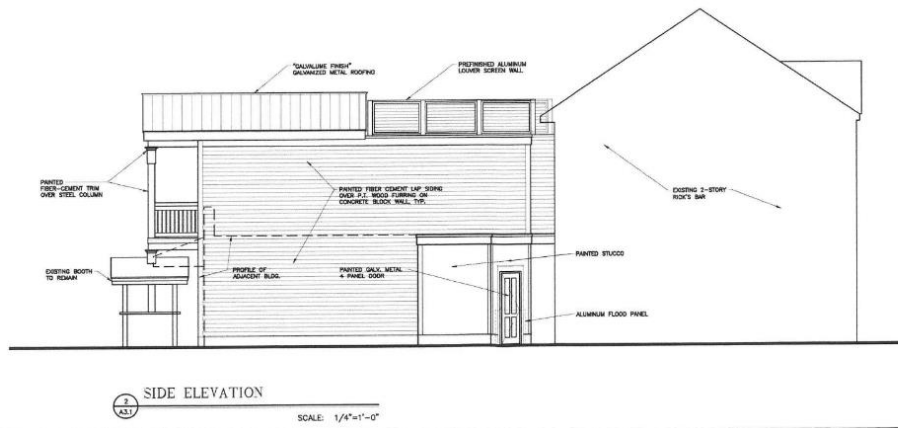 "GALVALUME FINISH"
GALVANIZED METAL ROOFING
PREFINISHED ALUMINUM
LOUVER SCREEN WALL
PAINTED
FIBER-CEMENT TRIM
OVER STEEL COLUMN
PAINTED FIBER CEMENT LAP SIDING
OVER P.T. WOOD FURRING ON
CONCRETE BLOCK WALL, TYP.
EXISTING 2-STORY
RICK'S BAR
EXISTING BOOTH
TO REMAIN
PROFILE OF
ADJACENT BLDG.
PAINTED GALV. METAL
4 PANEL DOOR
PAINTED STUCCO
ALUMINUM FLOOD PANEL
2
A3.1
SIDE ELEVATION
SCALE: 1/4"=1'-0"